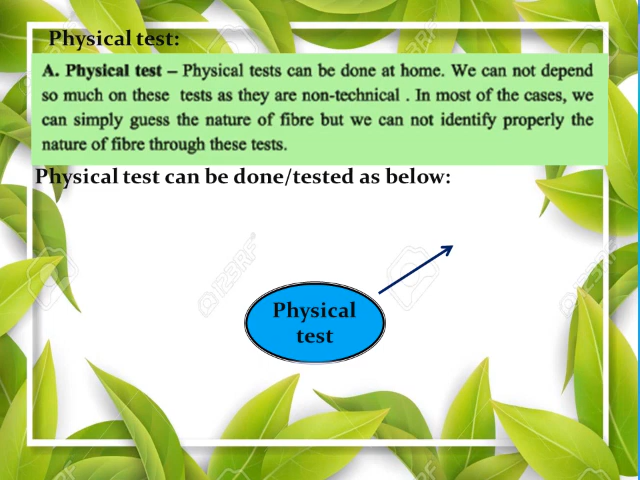 Physical test:
A. Physical test – Physical tests can be done at home. We can not depend
so much on these tests as they are non-technical . In most of the cases, we
can simply guess the nature of fibre but we can not identify properly the
nature of fibre through these tests.
Physical test can be done/tested as below:
123RF
Physical
test